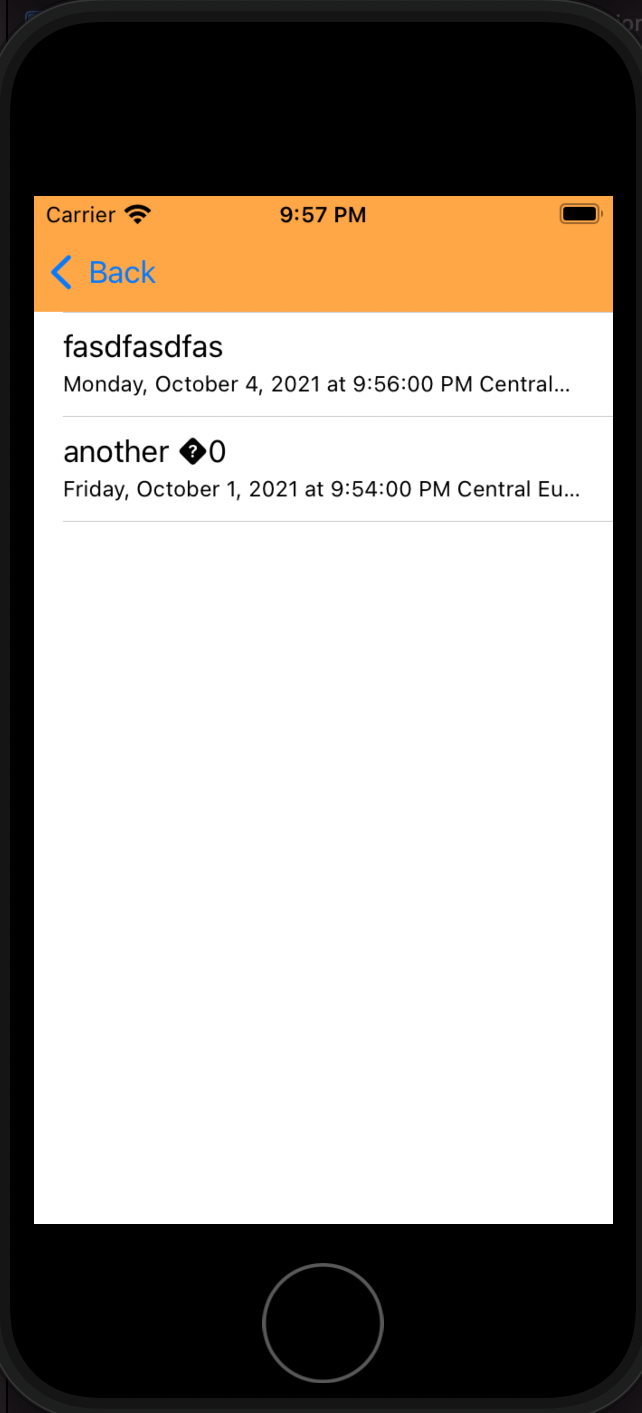 Carrier 9:57 PM
Back
fasdfasdfas
Monday, October 4, 2021 at 9:56:00 PM Central...
another �0
Friday, October 1, 2021 at 9:54:00 PM Central Eu...